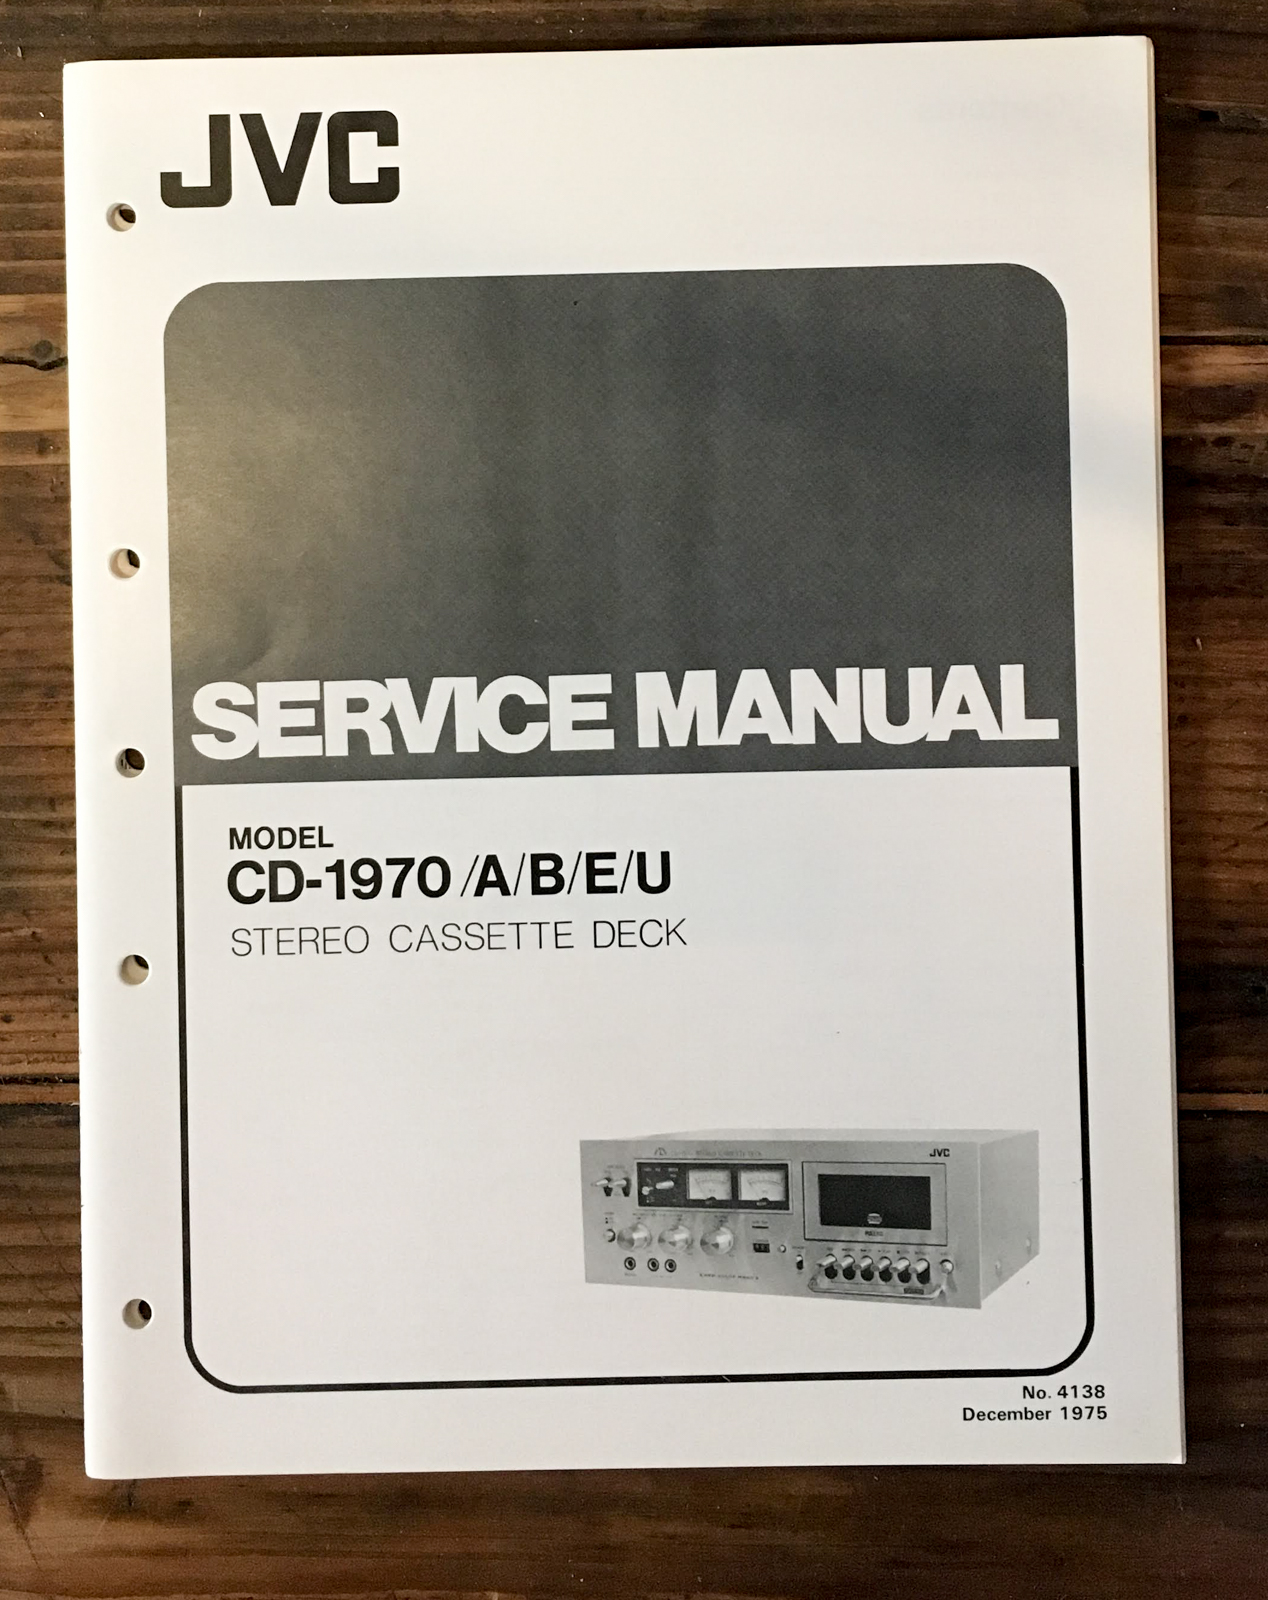 JVC
SERVICE MANUAL
MODEL
CD-1970 /A/B/E/U
STEREO CASSETTE DECK
JVC
No. 4138
December 1975